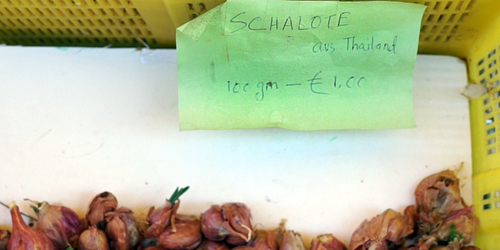 SCHALOTE
aus Thailand
100 gm — € 1.00